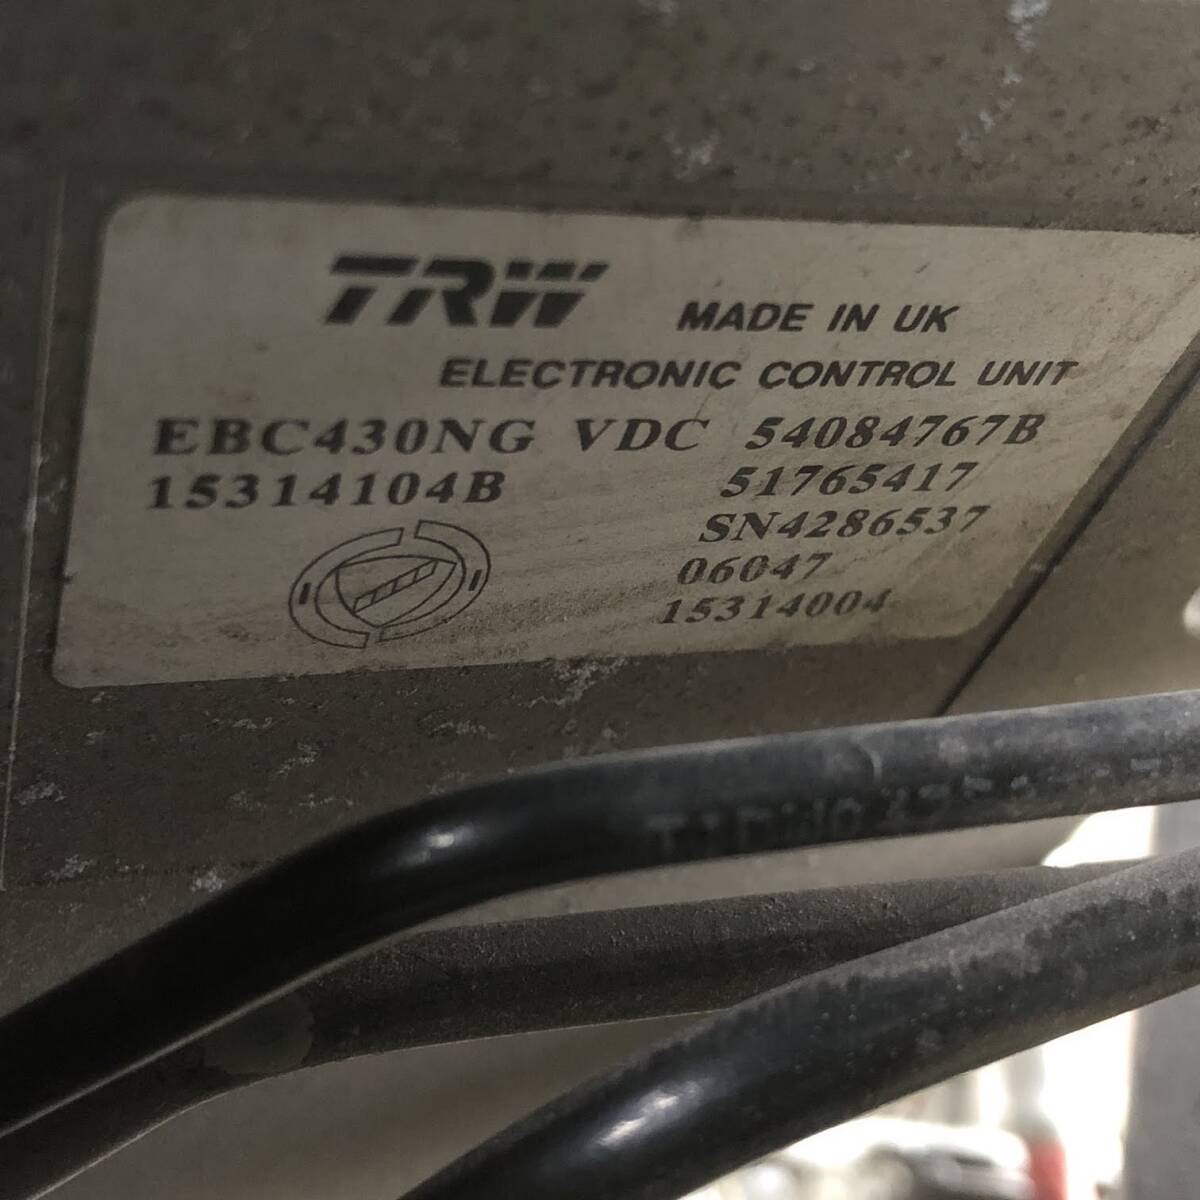 TRW MADE IN UK
ELECTRONIC CONTROL UNIT
EBC430NG VDC 54084767B
15314104B 51765417
SN4286537
06047
15314004